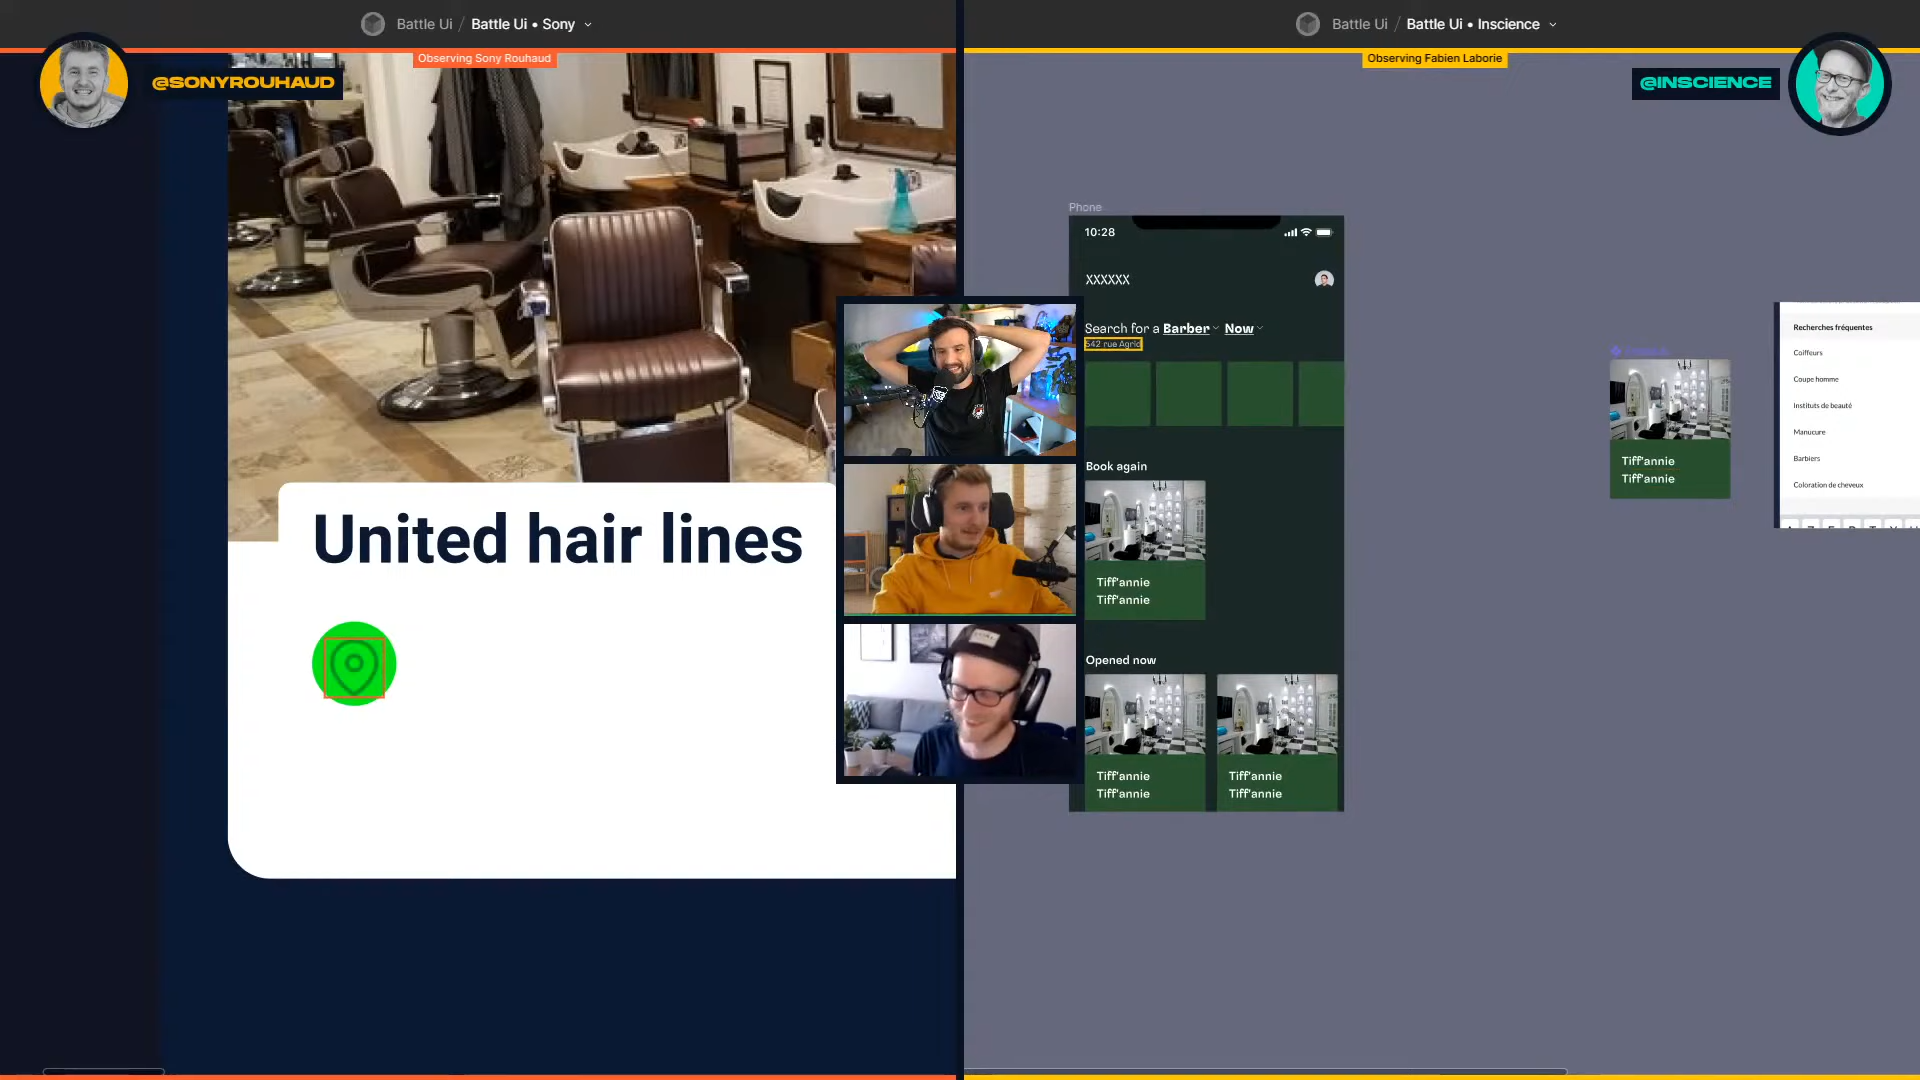 Battle Ui / Battle Ui • Sony
Observing Sony Rouhaud
@SONYROUHAUD
United hair lines
Battle Ui / Battle Ui • Inscience
Observing Fabien Laborie
@INSCIENCE
Phone
10:28
XXXXXX
Search for a Barber Now
542 rue Agrid
Book again
Tiff'annie
Tiff'annie
Opened now
Tiff'annie
Tiff'annie
Tiff'annie
Tiff'annie
Tiff'annie
Tiff'annie
Recherches fréquentes
Coiffeurs
Coupe homme
Instituts de beauté
Manucure
Barbiers
Coloration de cheveux